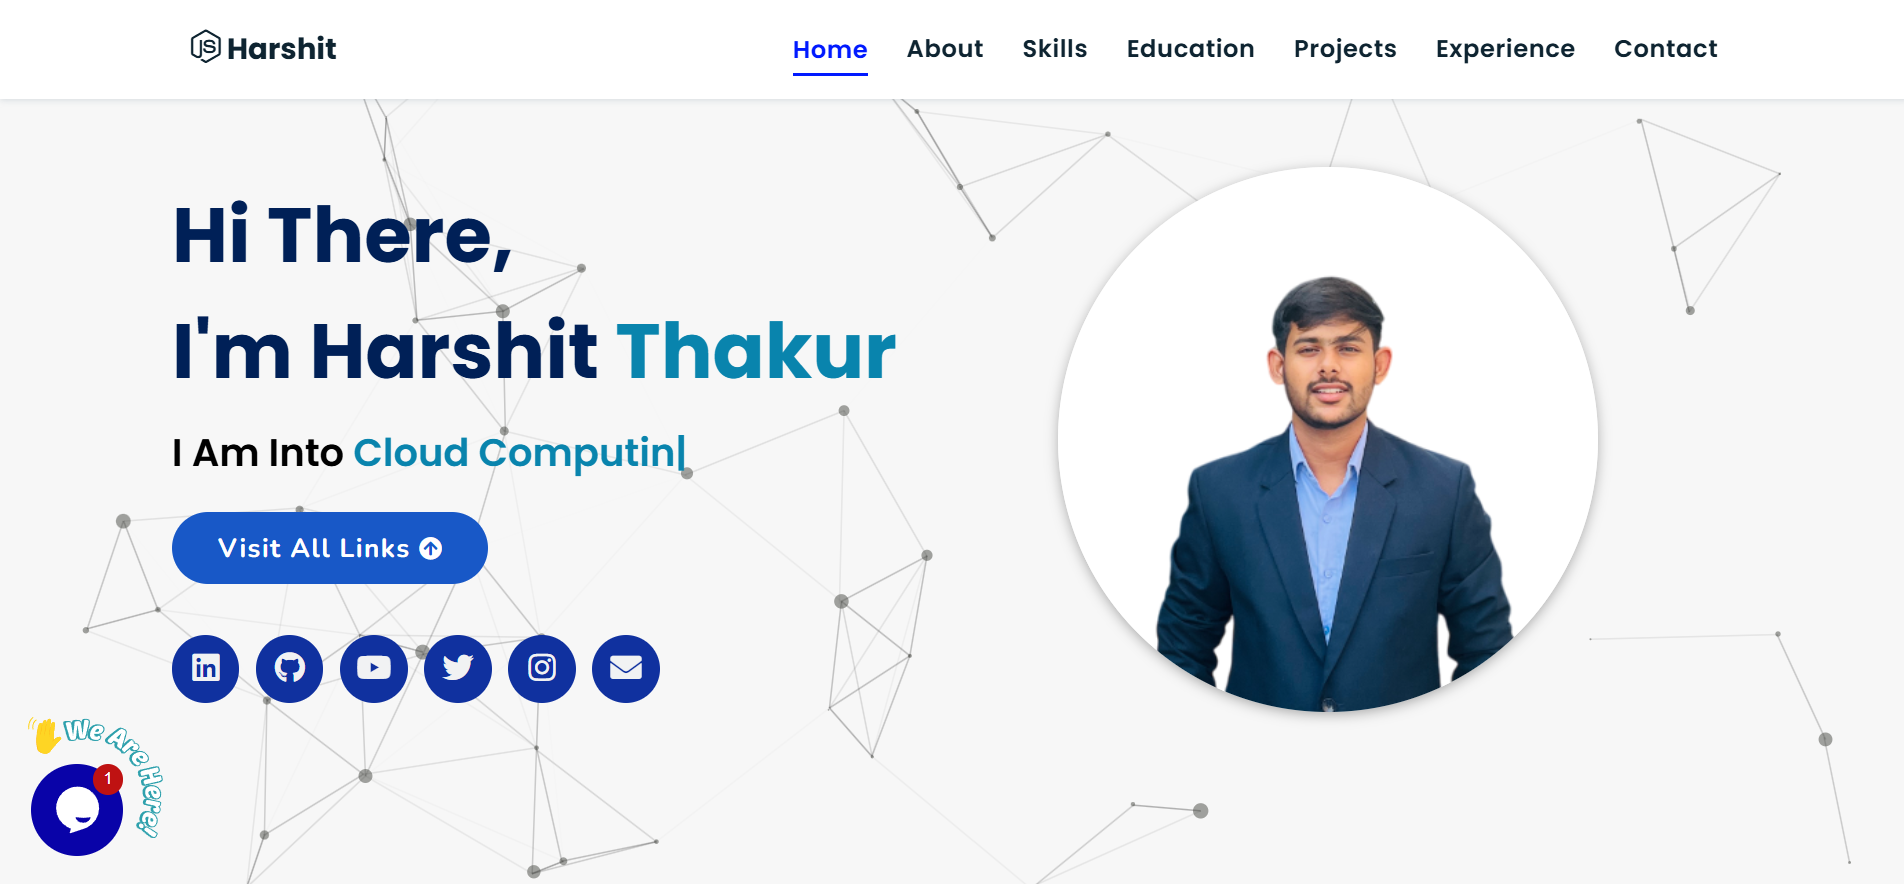 JS Harshit
Home About Skills Education Projects Experience Contact
Hi There,
I'm Harshit Thakur
I Am Into Cloud Computin|
Visit All Links
in
We Are Here!
1